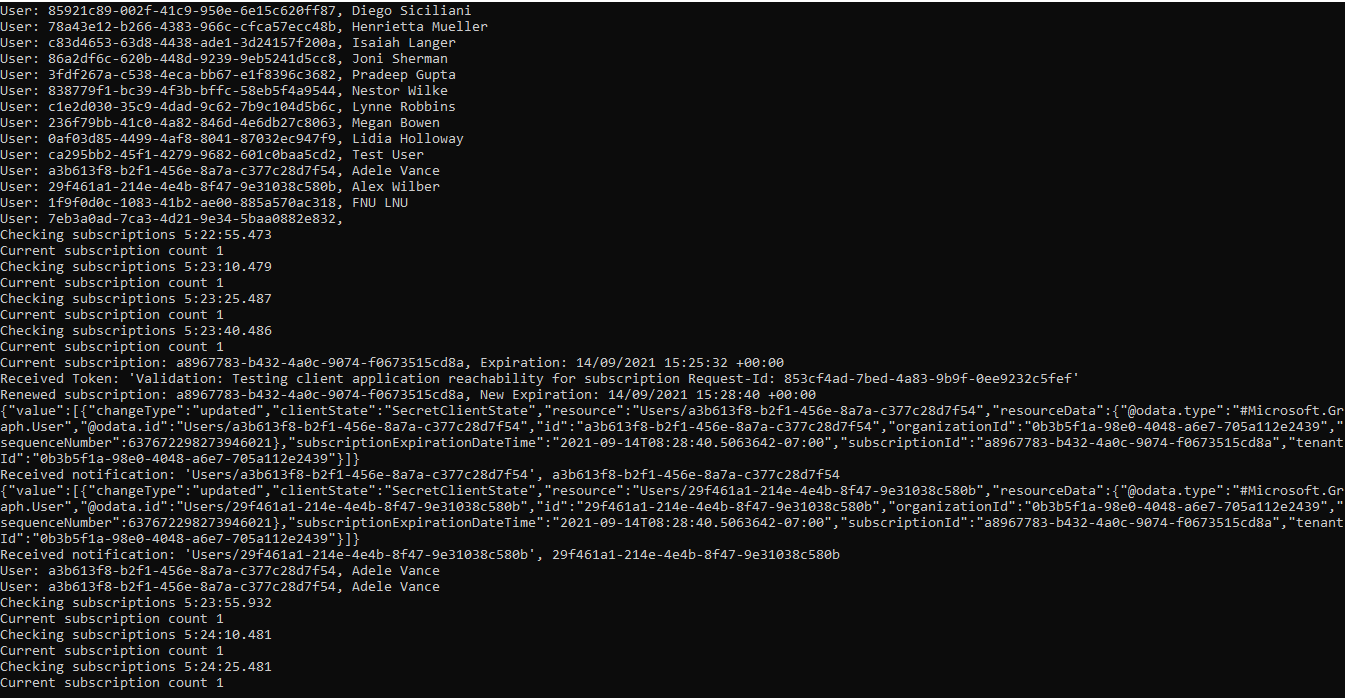 User: 85921c89-002f-41c9-950e-6e15c620ff87, Diego Siciliani
User: 78a43e12-b266-4383-966c-cfca57ecc48b, Henrietta Mueller
User: c83d4653-63d8-4438-ade1-3d24157f200a, Isaiah Langer
User: 86a2df6c-620b-448d-9239-9eb5241d5cc8, Joni Sherman
User: 3fdf267a-c538-4eca-bb67-e1f8396c3682, Pradeep Gupta
User: 838779f1-bc39-4f3b-bffc-58eb5f4a9544, Nestor Wilke
User: c1e2d030-35c9-4dad-9c62-7b9c104d5b6c, Lynne Robbins
User: 236f79bb-41c0-4a82-846d-4e6db27c8063, Megan Bowen
User: 0af03d85-4499-4af8-8041-87032ec947f9, Lidia Holloway
User: ca295bb2-45f1-4279-9682-601c0baa5cd2, Test User
User: a3b613f8-b2f1-456e-8a7a-c377c28d7f54, Adele Vance
User: 29f461a1-214e-4e4b-8f47-9e31038c580b, Alex Wilber
User: 1f9f0d0c-1083-41b2-ae00-885a570ac318, FNU LNU
User: 7eb3a0ad-7ca3-4d21-9e34-5baa0882e832,
Checking subscriptions 5:22:55.473
Current subscription count 1
Checking subscriptions 5:23:10.479
Current subscription count 1
Checking subscriptions 5:23:25.487
Current subscription count 1
Checking subscriptions 5:23:40.486
Current subscription count 1
Current subscription: a8967783-b432-4a0c-9074-f0673515cd8a, Expiration: 14/09/2021 15:25:32 +00:00
Received Token: 'Validation: Testing client application reachability for subscription Request-Id: 853cf4ad-7bed-4a83-9b9f-0ee9232c5fef'
Renewed subscription: a8967783-b432-4a0c-9074-f0673515cd8a, New Expiration: 14/09/2021 15:28:40 +00:00
{"value":[{"changeType":"updated","clientState":"SecretClientState","resource":"Users/a3b613f8-b2f1-456e-8a7a-c377c28d7f54","resourceData":{"@odata.type":"#Microsoft.Gr
aph.User","@odata.id":"Users/a3b613f8-b2f1-456e-8a7a-c377c28d7f54","id":"a3b613f8-b2f1-456e-8a7a-c377c28d7f54","organizationId":"0b3b5f1a-98e0-4048-a6e7-705a112e2439","
sequenceNumber":637672298273946021},"subscriptionExpirationDateTime":"2021-09-14T08:28:40.5063642-07:00","subscriptionId":"a8967783-b432-4a0c-9074-f0673515cd8a","tenant
Id":"0b3b5f1a-98e0-4048-a6e7-705a112e2439"}]}
Received notification: 'Users/a3b613f8-b2f1-456e-8a7a-c377c28d7f54', a3b613f8-b2f1-456e-8a7a-c377c28d7f54
{"value":[{"changeType":"updated","clientState":"SecretClientState","resource":"Users/29f461a1-214e-4e4b-8f47-9e31038c580b","resourceData":{"@odata.type":"#Microsoft.Gr
aph.User","@odata.id":"Users/29f461a1-214e-4e4b-8f47-9e31038c580b","id":"29f461a1-214e-4e4b-8f47-9e31038c580b","organizationId":"0b3b5f1a-98e0-4048-a6e7-705a112e2439","
sequenceNumber":637672298273946021},"subscriptionExpirationDateTime":"2021-09-14T08:28:40.5063642-07:00","subscriptionId":"a8967783-b432-4a0c-9074-f0673515cd8a","tenant
Id":"0b3b5f1a-98e0-4048-a6e7-705a112e2439"}]}
Received notification: 'Users/29f461a1-214e-4e4b-8f47-9e31038c580b', 29f461a1-214e-4e4b-8f47-9e31038c580b
User: a3b613f8-b2f1-456e-8a7a-c377c28d7f54, Adele Vance
User: a3b613f8-b2f1-456e-8a7a-c377c28d7f54, Adele Vance
Checking subscriptions 5:23:55.932
Current subscription count 1
Checking subscriptions 5:24:10.481
Current subscription count 1
Checking subscriptions 5:24:25.481
Current subscription count 1